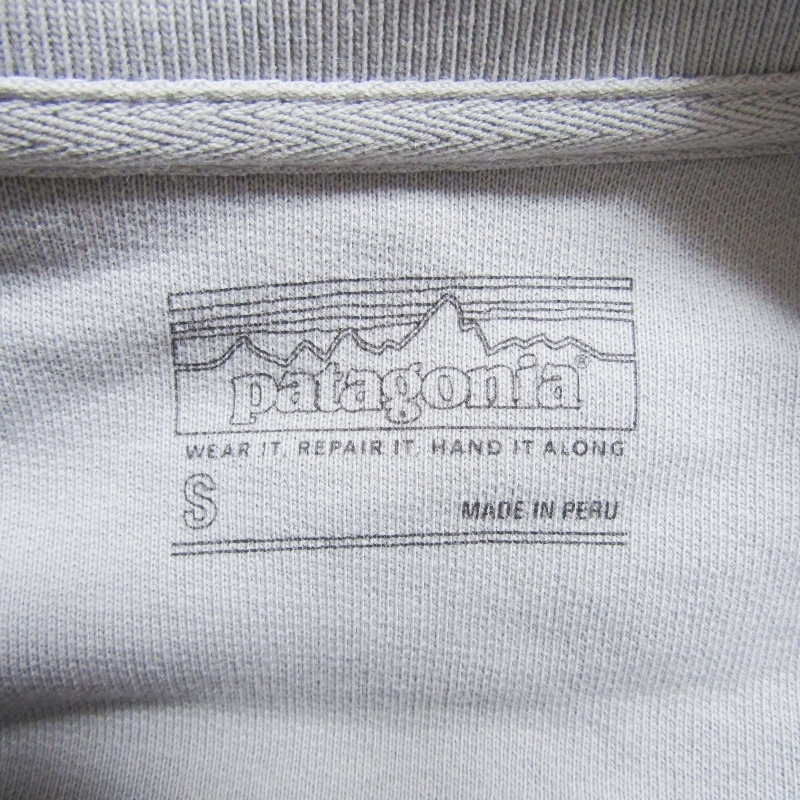 patagonia®
WEAR IT, REPAIR IT, HAND IT ALONG
S
MADE IN PERU